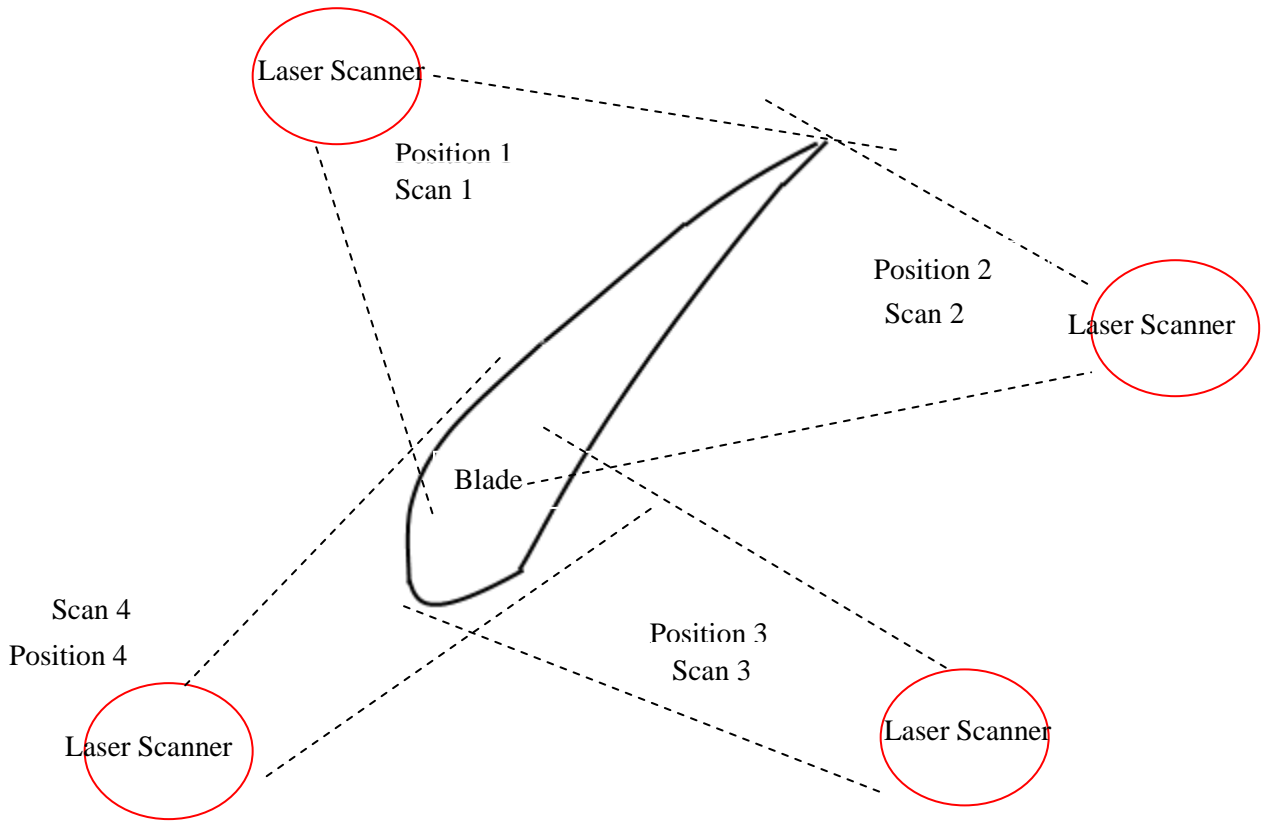 Laser Scanner
Position 1
Scan 1
Position 2
Scan 2
Laser Scanner
Blade
Scan 4
Position 4
Position 3
Scan 3
Laser Scanner
Laser Scanner